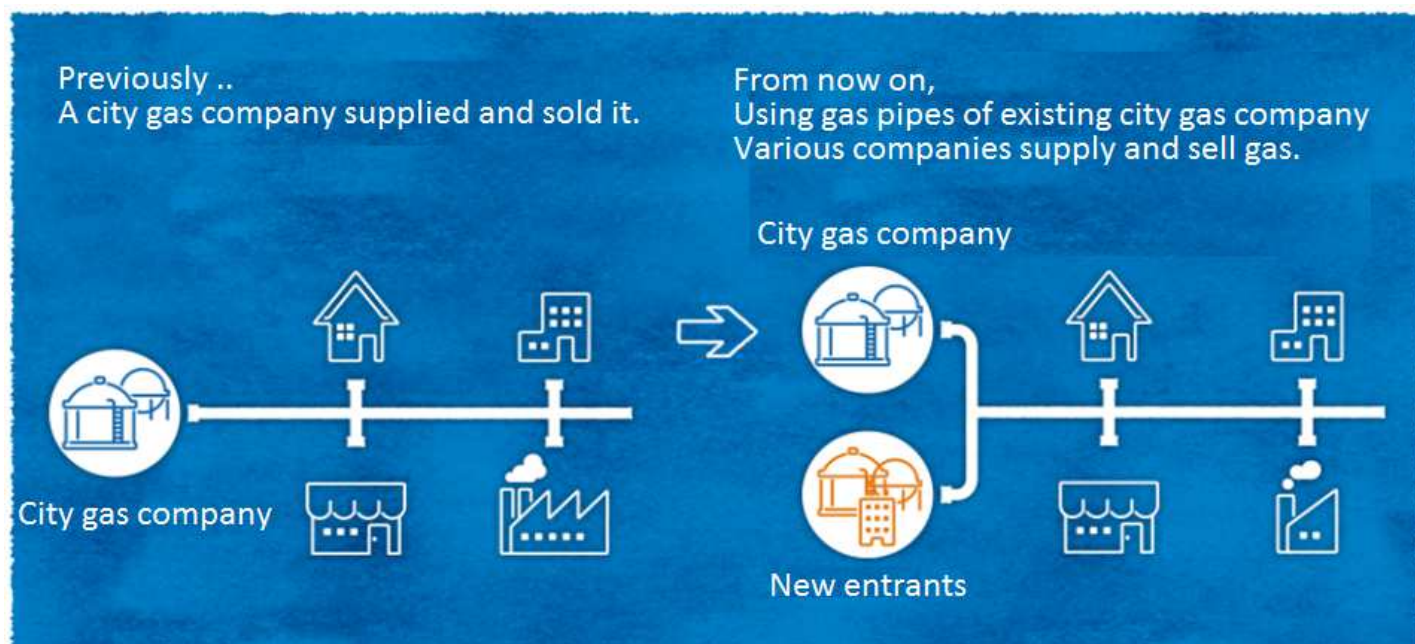 Previously ..
A city gas company supplied and sold it.
From now on,
Using gas pipes of existing city gas company
Various companies supply and sell gas.
City gas company
City gas company
New entrants